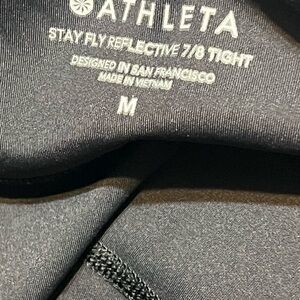 ATHLETA
STAY FLY REFLECTIVE 7/8 TIGHT
DESIGNED IN SAN FRANCISCO
MADE IN VIETNAM
M